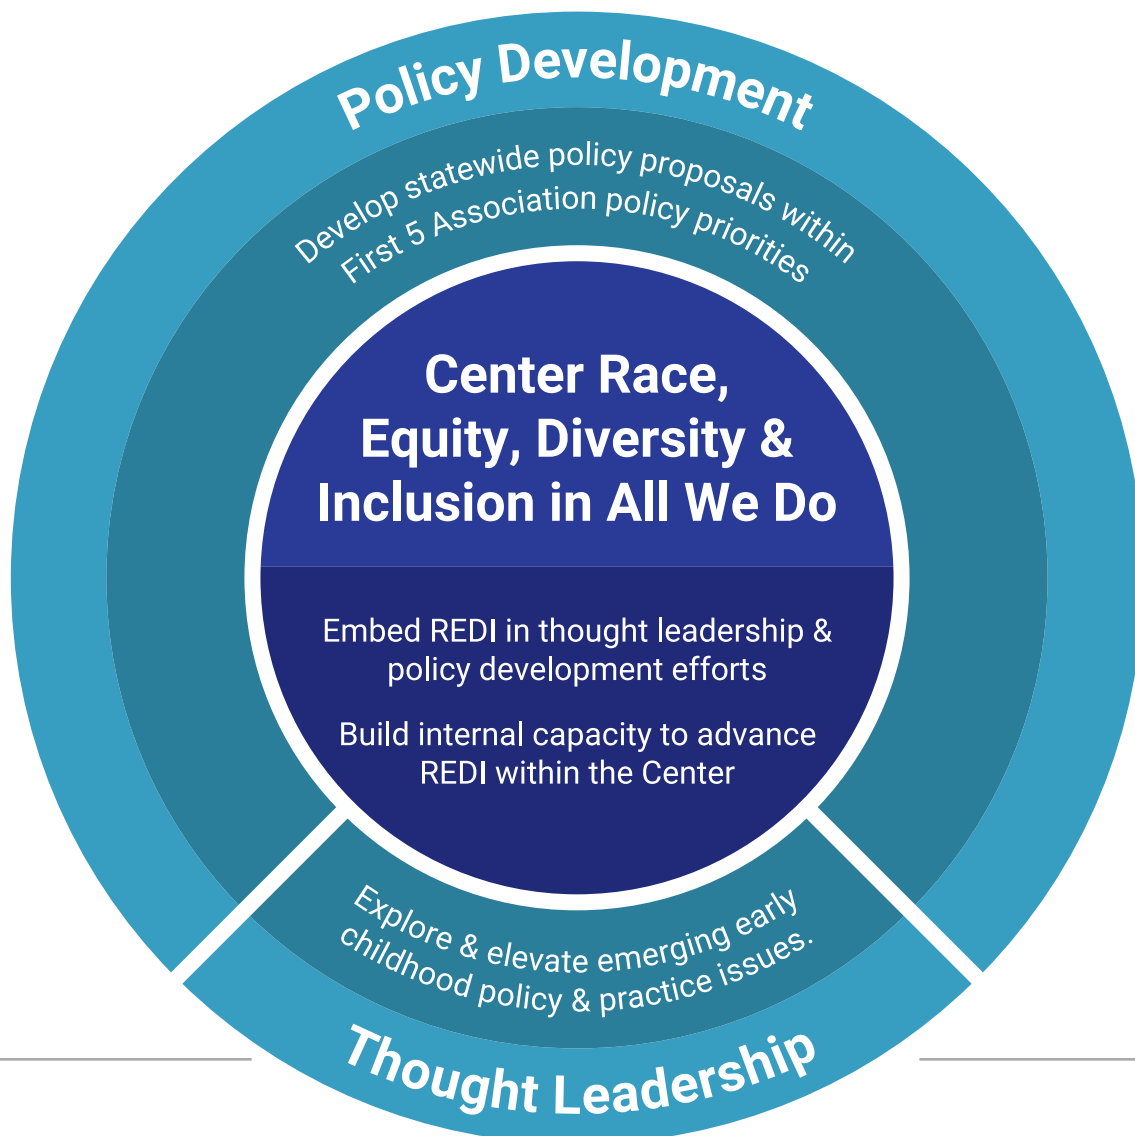 Policy Development
Develop statewide policy proposals within
First 5 Association policy priorities
Center Race,
Equity, Diversity &
Inclusion in All We Do
Embed REDI in thought leadership &
policy development efforts
Build internal capacity to advance
REDI within the Center
Explore & elevate emerging early
childhood policy & practice issues.
Thought Leadership